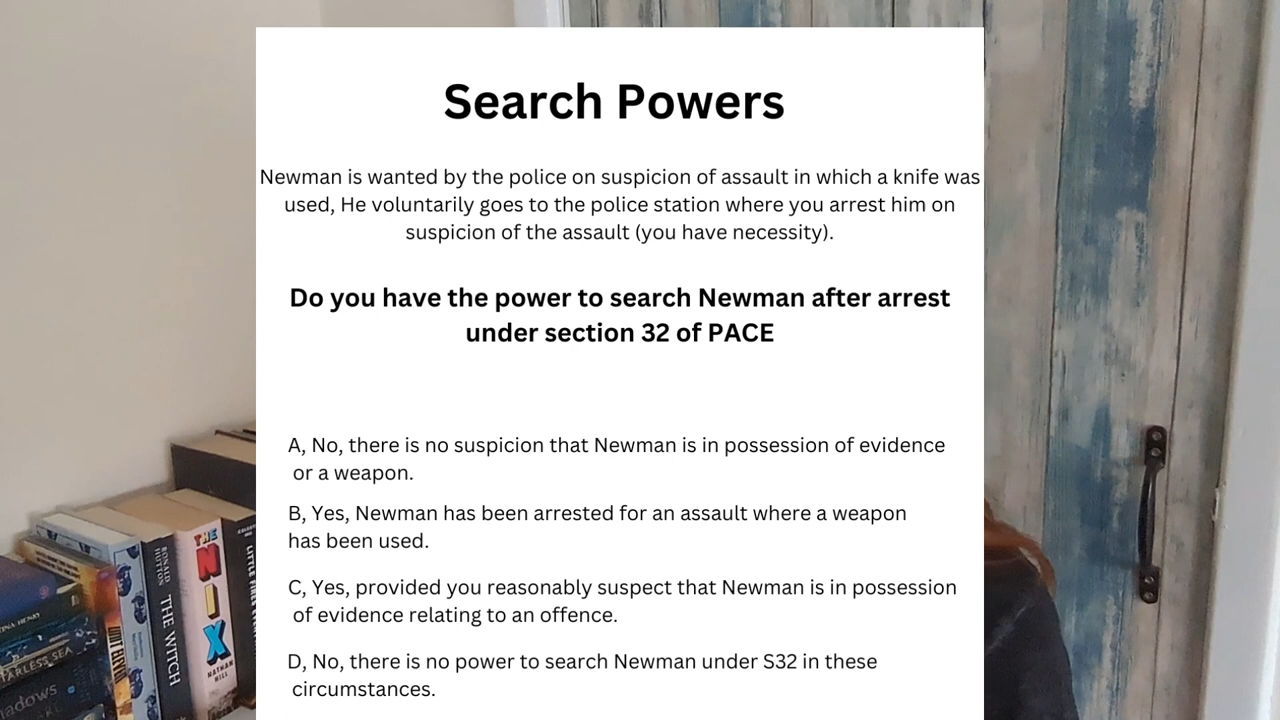 Search Powers
Newman is wanted by the police on suspicion of assault in which a knife was
used, He voluntarily goes to the police station where you arrest him on
suspicion of the assault (you have necessity).
Do you have the power to search Newman after arrest
under section 32 of PACE
A, No, there is no suspicion that Newman is in possession of evidence
or a weapon.
B, Yes, Newman has been arrested for an assault where a weapon
has been used.
C, Yes, provided you reasonably suspect that Newman is in possession
of evidence relating to an offence.
D, No, there is no power to search Newman under S32 in these
circumstances.
RONALD
HUTTON
THE WITCH
THE
NIX
NATHAN
HILL